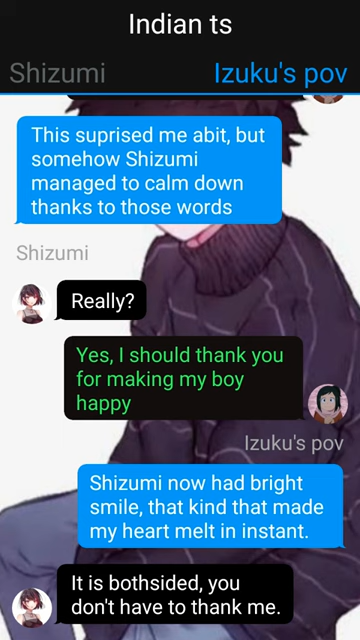 Indian ts
Shizumi
Izuku's pov
This suprised me abit, but
somehow Shizumi
managed to calm down
thanks to those words
Shizumi
Really?
Yes, I should thank you
for making my boy
happy
Izuku's pov
Shizumi now had bright
smile, that kind that made
my heart melt in instant.
It is bothsided, you
don't have to thank me.